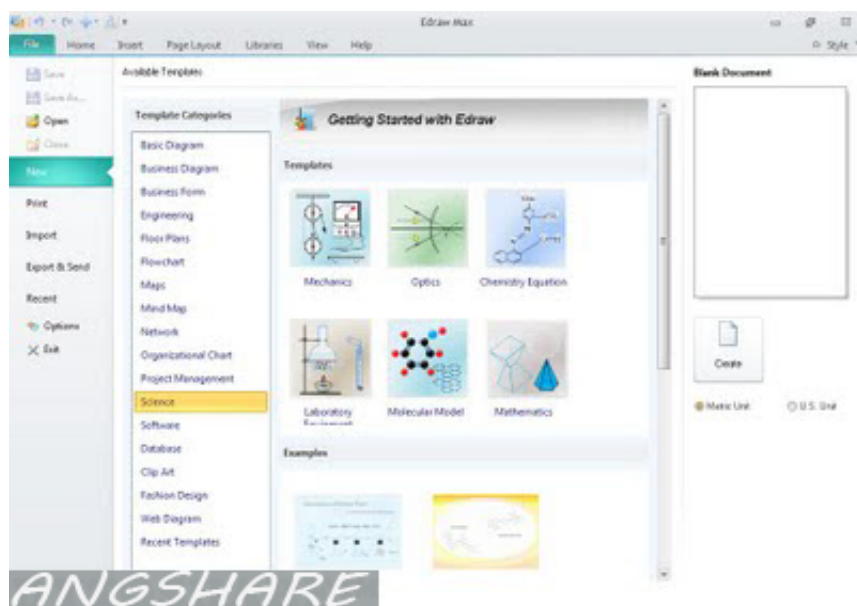 Edraw Max
File Home Insert Page Layout Libraries View Help
Style
Save
Save As...
Open
Close
New
Print
Import
Export & Send
Recent
Options
Exit
Available Templates
Template Categories
Basic Diagram
Business Diagram
Business Form
Engineering
Floor Plans
Flowchart
Maps
Mind Map
Network
Organizational Chart
Project Management
Science
Software
Database
Clip Art
Fashion Design
Web Diagram
Recent Templates
Getting Started with Edraw
Templates
Mechanics Optics Chemistry Equation
Laboratory Molecular Model Mathematics
Equipment
Examples
Blank Document
Create
Metric Unit U.S. Unit
ANGSHARE